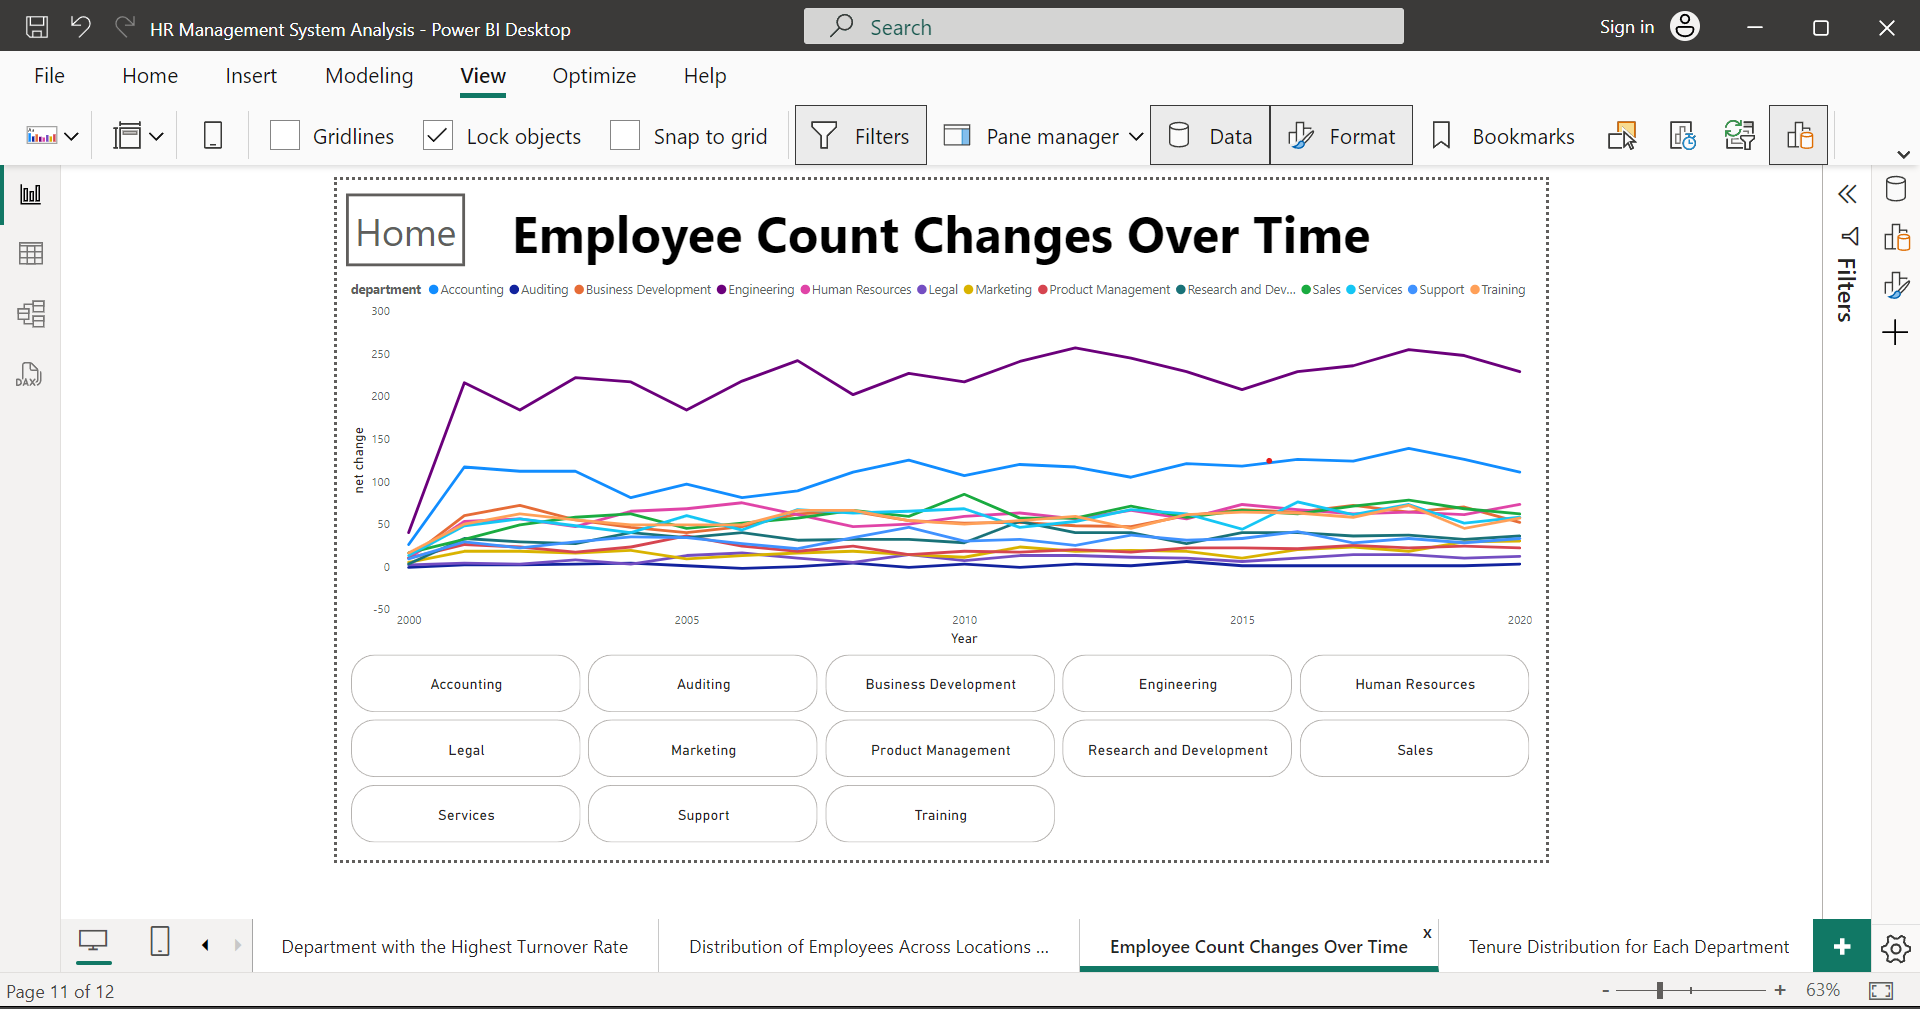 HR Management System Analysis - Power BI Desktop
Search
Sign in
File Home Insert Modeling View Optimize Help
Gridlines Lock objects Snap to grid Filters Pane manager Data Format Bookmarks
Home
Employee Count Changes Over Time
department Accounting Auditing Business Development Engineering Human Resources Legal Marketing Product Management Research and Dev... Sales Services Support Training
300
250
200
150
100
50
0
-50
net change
2000 2005 2010 2015 2020
Year
Accounting Auditing Business Development Engineering Human Resources
Legal Marketing Product Management Research and Development Sales
Services Support Training
Filters
DAX
Department with the Highest Turnover Rate Distribution of Employees Across Locations ... Employee Count Changes Over Time x Tenure Distribution for Each Department +
Page 11 of 12
- + 63%